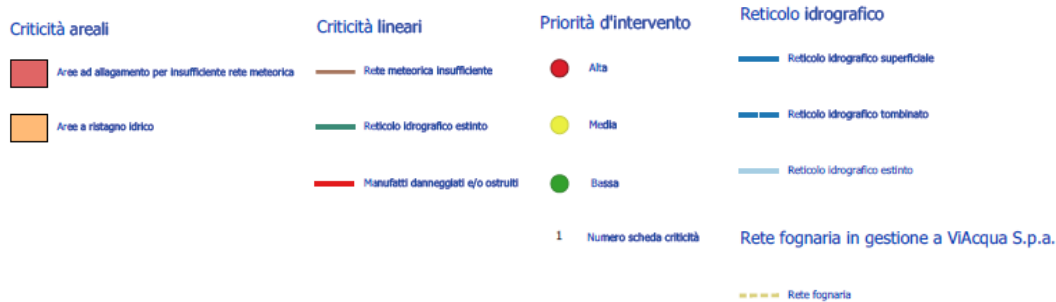 Criticità areali
Aree ad allagamento per insufficiente rete meteorica
Aree a ristagno idrico
Criticità lineari
Rete meteorica insufficiente
Reticolo idrografico estinto
Manufatti danneggiati e/o ostruiti
Priorità d'intervento
Alta
Media
Bassa
1 Numero scheda criticità
Reticolo idrografico
Reticolo idrografico superficiale
Reticolo idrografico tombinato
Reticolo idrografico estinto
Rete fognaria in gestione a ViAcqua S.p.a.
Rete fognaria